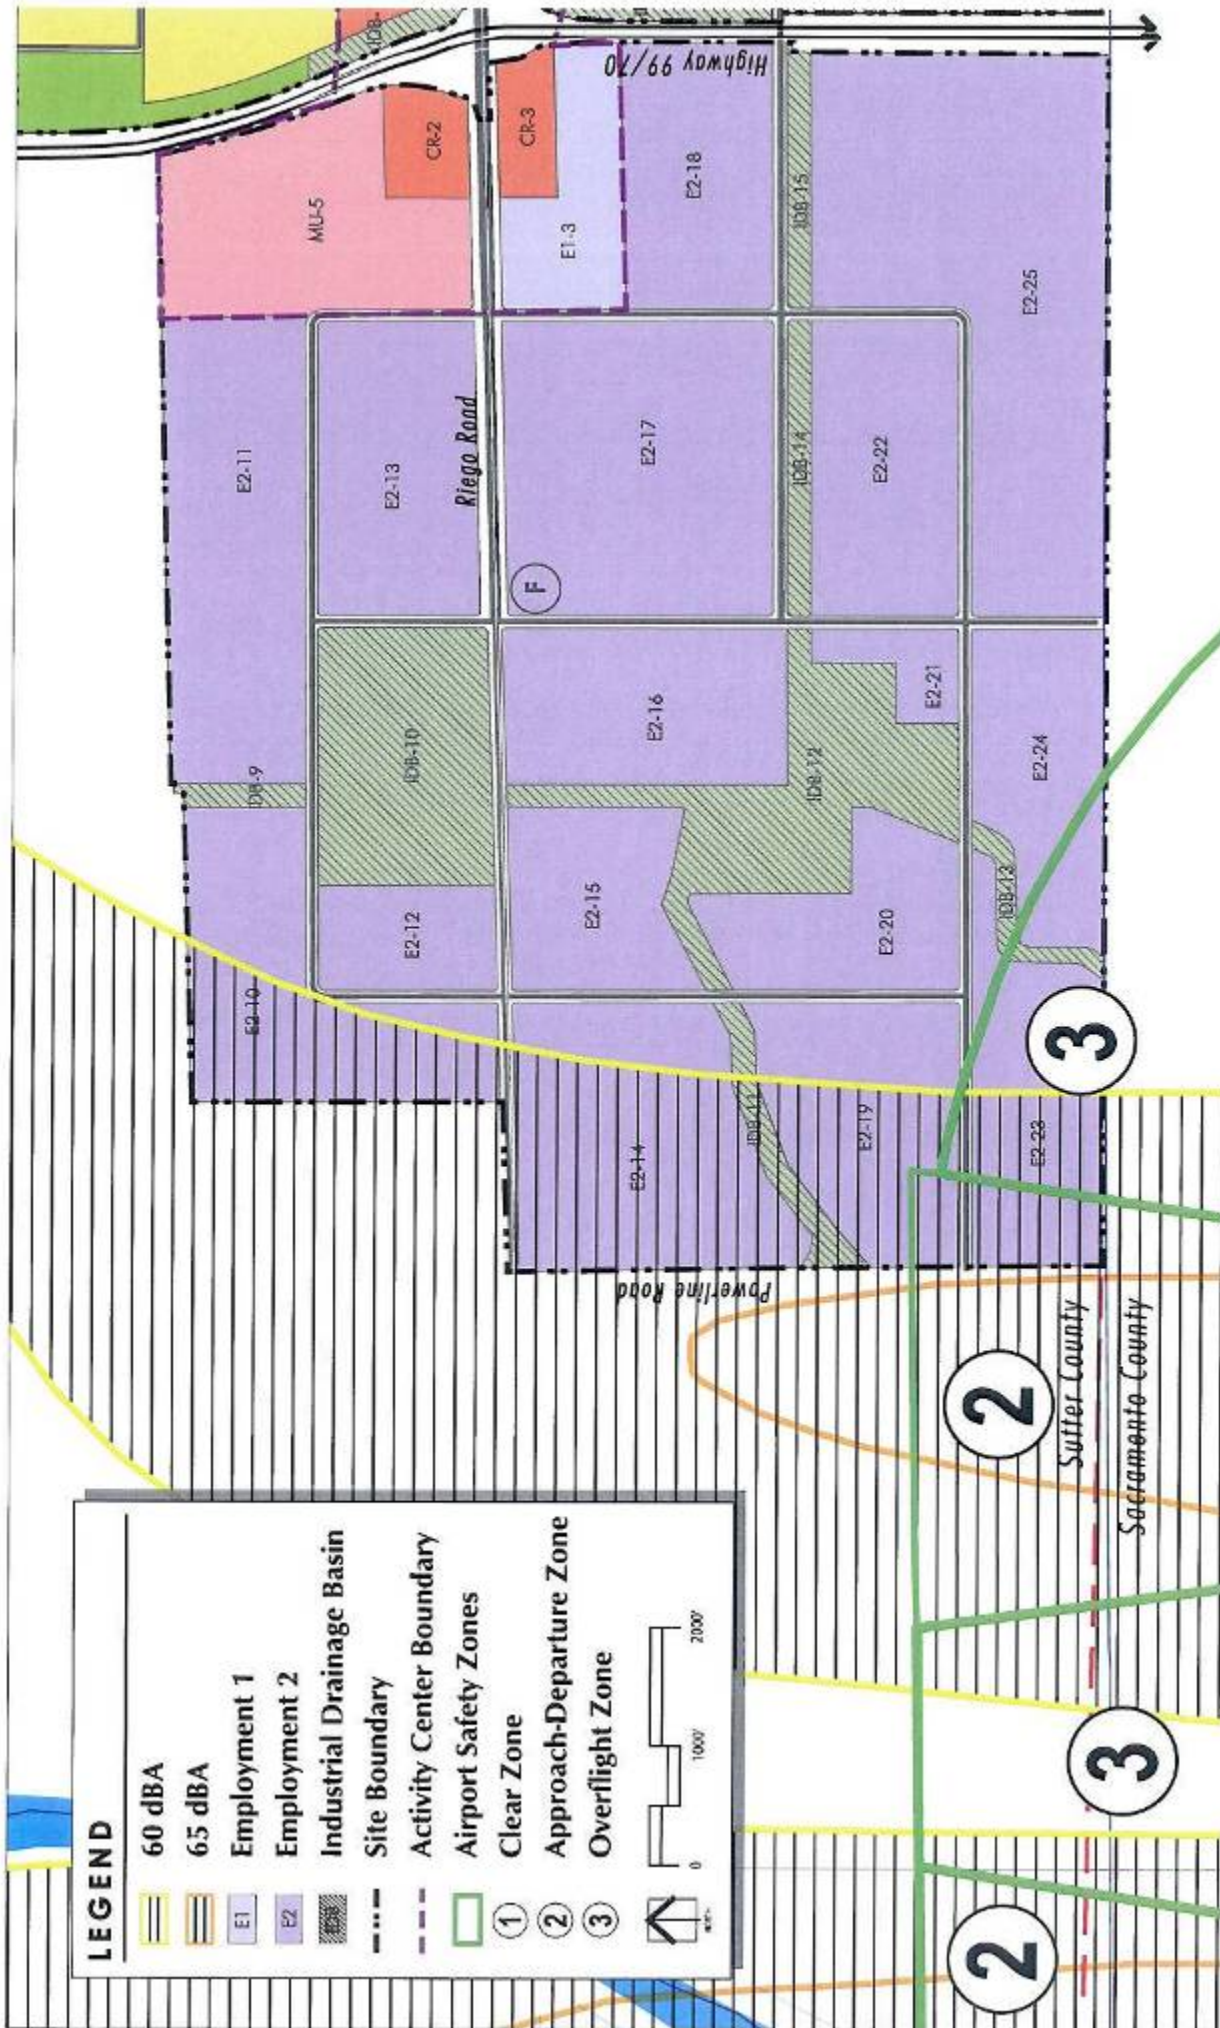 LEGEND
60 dBA
65 dBA
E1 Employment 1
E2 Employment 2
IDB Industrial Drainage Basin
Site Boundary
Activity Center Boundary
Airport Safety Zones
1 Clear Zone
2 Approach-Departure Zone
3 Overflight Zone
0 1000' 2000'
MU-5
CR-2
CR-3
E1-3
Highway 99/70
E2-11
E2-13
Riego Road
E2-17
F
E2-18
IDB-15
E2-25
IDB-14
E2-22
IDB-9
IDB-10
E2-16
IDB-12
E2-21
E2-24
E2-12
E2-15
E2-20
IDB-13
E2-10
E2-14
IDB-11
E2-19
E2-23
3
Powerline Road
2
Sutter County
Sacramento County
3
2